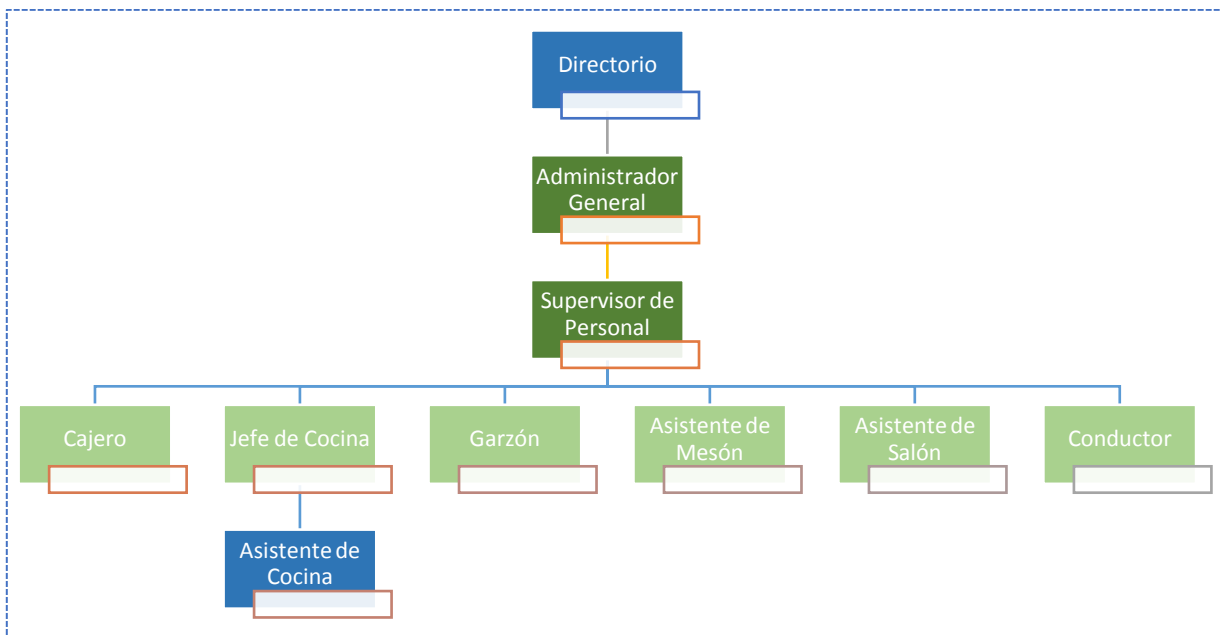 Directorio
Administrador
General
Supervisor de
Personal
Cajero
Jefe de Cocina
Garzón
Asistente de
Mesón
Asistente de
Salón
Conductor
Asistente de
Cocina